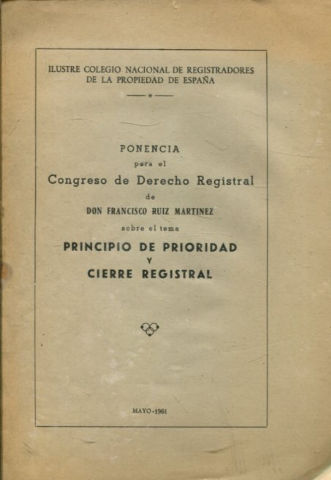 ILUSTRE COLEGIO NACIONAL DE REGISTRADORES
DE LA PROPIEDAD DE ESPAÑA
PONENCIA
para el
Congreso de Derecho Registral
de
DON FRANCISCO RUIZ MARTINEZ
sobre el tema
PRINCIPIO DE PRIORIDAD
Y
CIERRE REGISTRAL
MAYO-1961